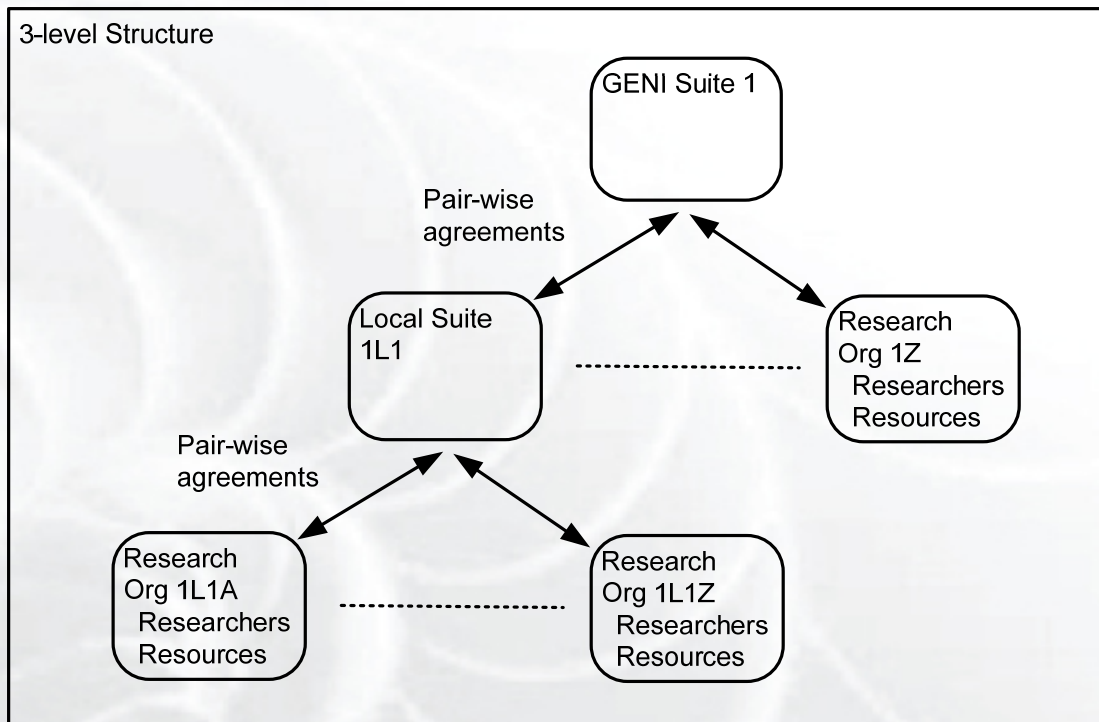 3-level Structure
GENI Suite 1
Pair-wise
agreements
Local Suite
1L1
Research
Org 1Z
Researchers
Resources
Pair-wise
agreements
Research
Org 1L1A
Researchers
Resources
Research
Org 1L1Z
Researchers
Resources